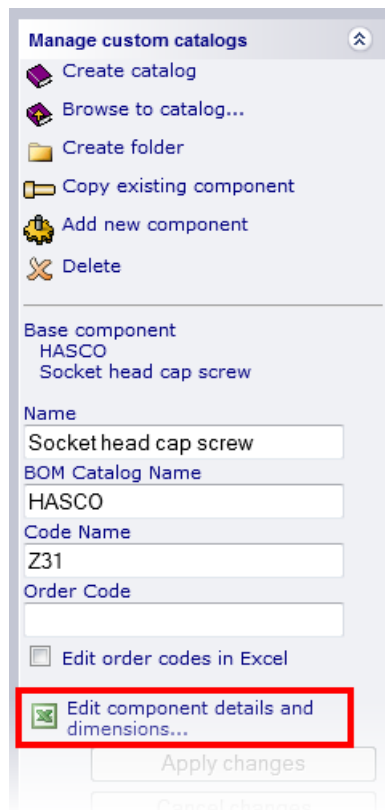 Manage custom catalogs
Create catalog
Browse to catalog...
Create folder
Copy existing component
Add new component
Delete
Base component
HASCO
Socket head cap screw
Name
Socket head cap screw
BOM Catalog Name
HASCO
Code Name
Z31
Order Code
Edit order codes in Excel
Edit component details and
dimensions...
Apply changes
Cancel changes